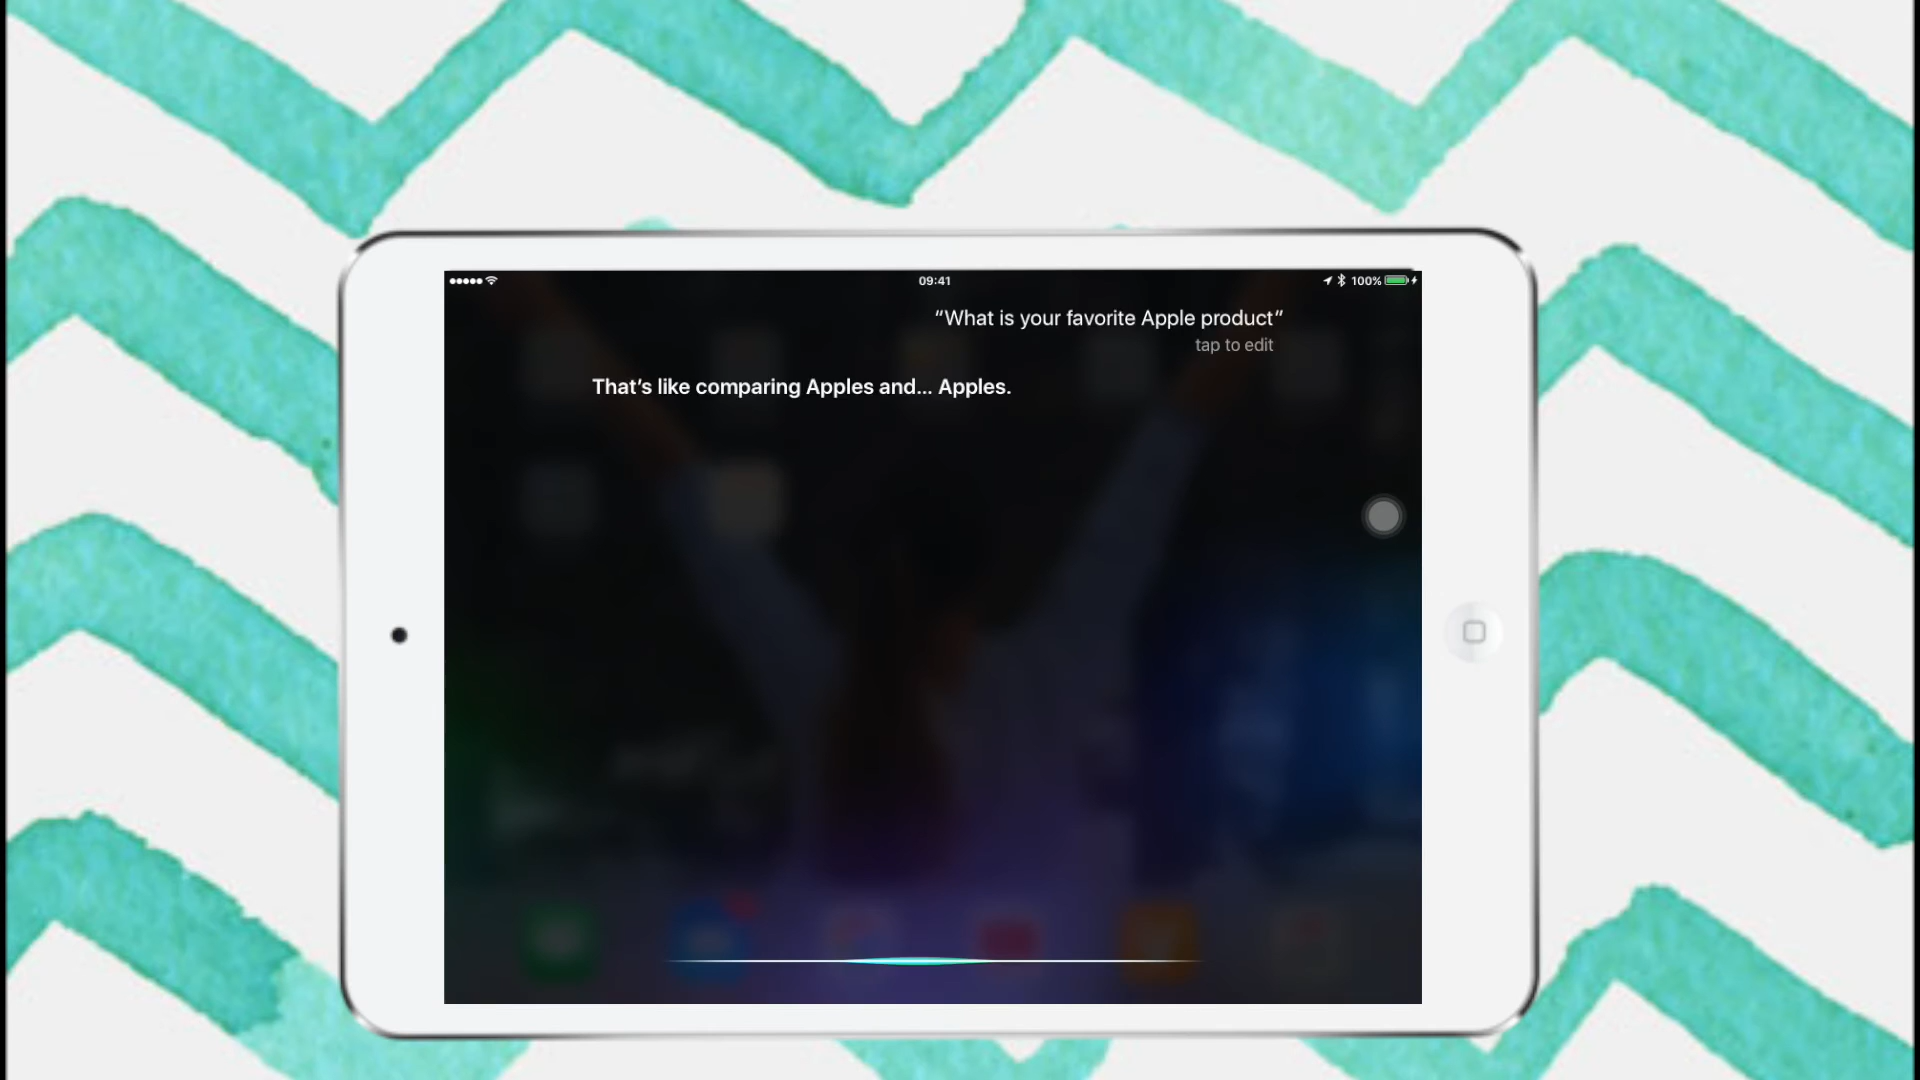 09:41
100%
“What is your favorite Apple product“
tap to edit
That's like comparing Apples and... Apples.